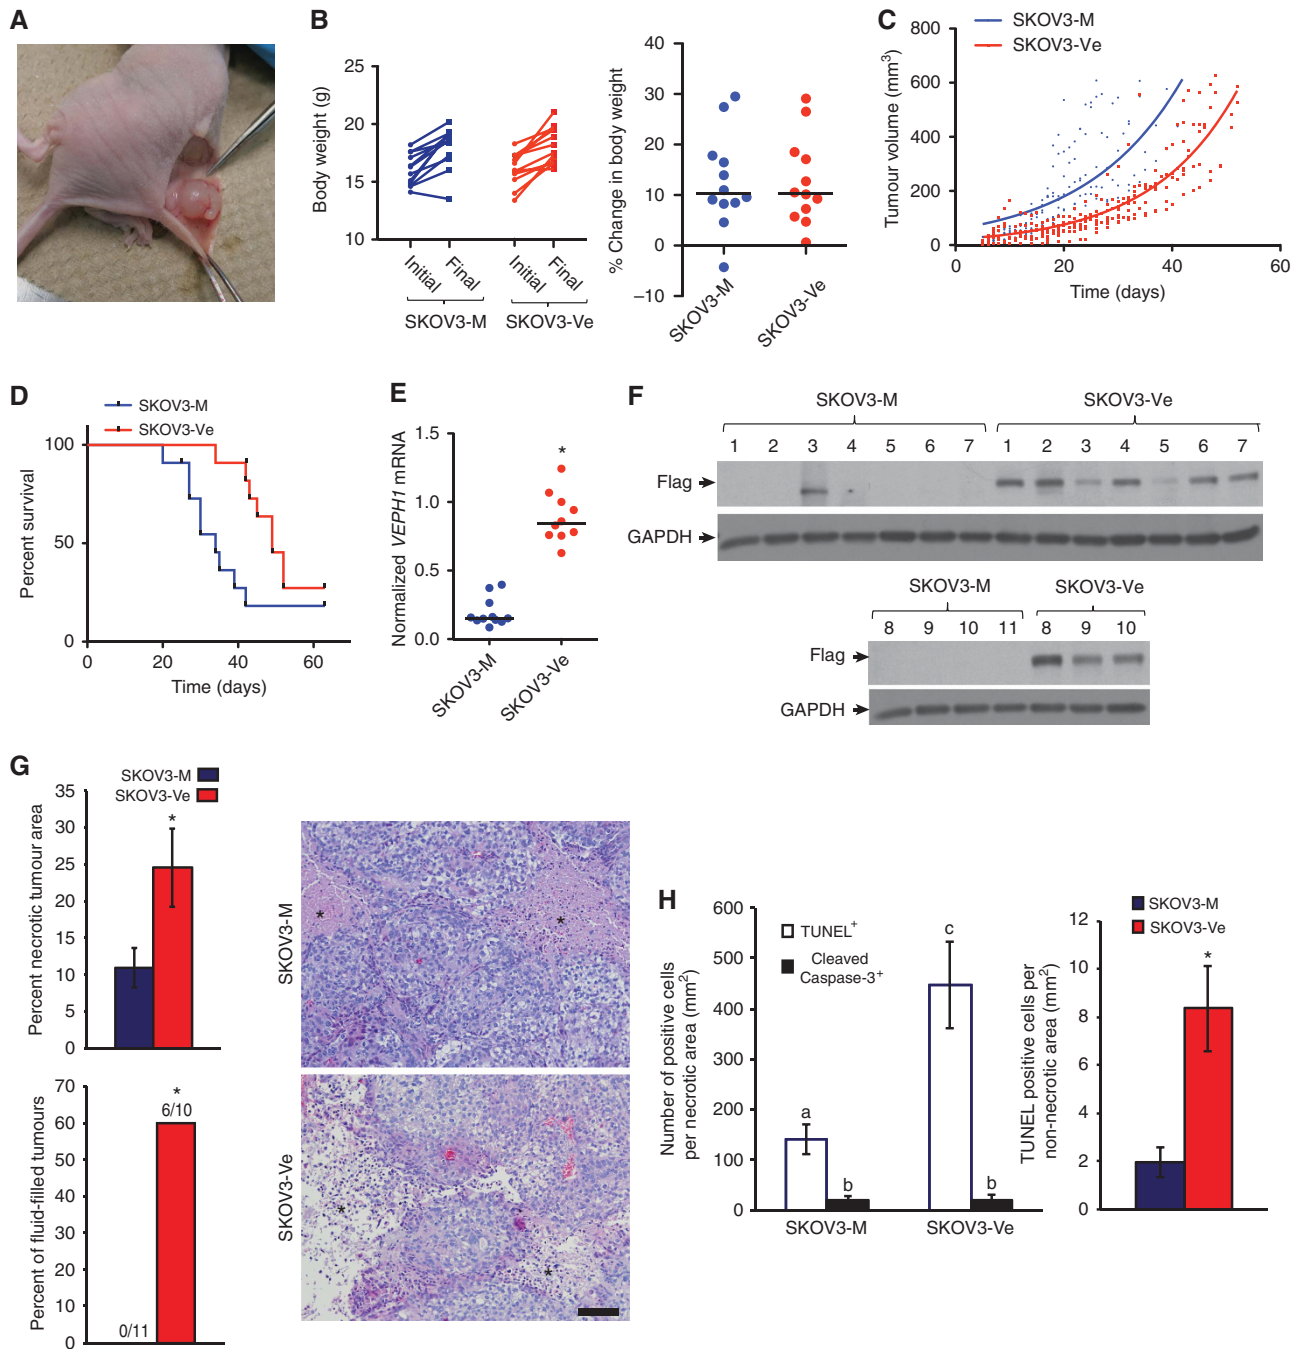 A
B
Body weight (g)
25
20
15
10
Initial
Final
Initial
Final
SKOV3-M
SKOV3-Ve
% Change in body weight
40
30
20
10
0
–10
SKOV3-M
SKOV3-Ve
C
SKOV3-M
SKOV3-Ve
Tumour volume (mm³)
800
600
400
200
0
0 20 40 60
Time (days)
D
SKOV3-M
SKOV3-Ve
Percent survival
100
50
0
0 20 40 60
Time (days)
E
Normalized VEPH1 mRNA
1.5
1.0
0.5
0.0
*
SKOV3-M
SKOV3-Ve
F
SKOV3-M SKOV3-Ve
1 2 3 4 5 6 7 1 2 3 4 5 6 7
Flag
GAPDH
SKOV3-M SKOV3-Ve
8 9 10 11 8 9 10
Flag
GAPDH
G
SKOV3-M
SKOV3-Ve
Percent necrotic tumour area
35
30
25
20
15
10
5
0
*
Percent of fluid-filled tumours
70
60
50
40
30
20
10
0
*
6/10
0/11
SKOV3-M
* *
SKOV3-Ve
* *
H
Number of positive cells
per necrotic area (mm²)
600
500
400
300
200
100
0
TUNEL⁺
Cleaved
Caspase-3⁺
a
b
c
b
SKOV3-M
SKOV3-Ve
SKOV3-M
SKOV3-Ve
TUNEL positive cells per
non-necrotic area (mm²)
12
10
8
6
4
2
0
*